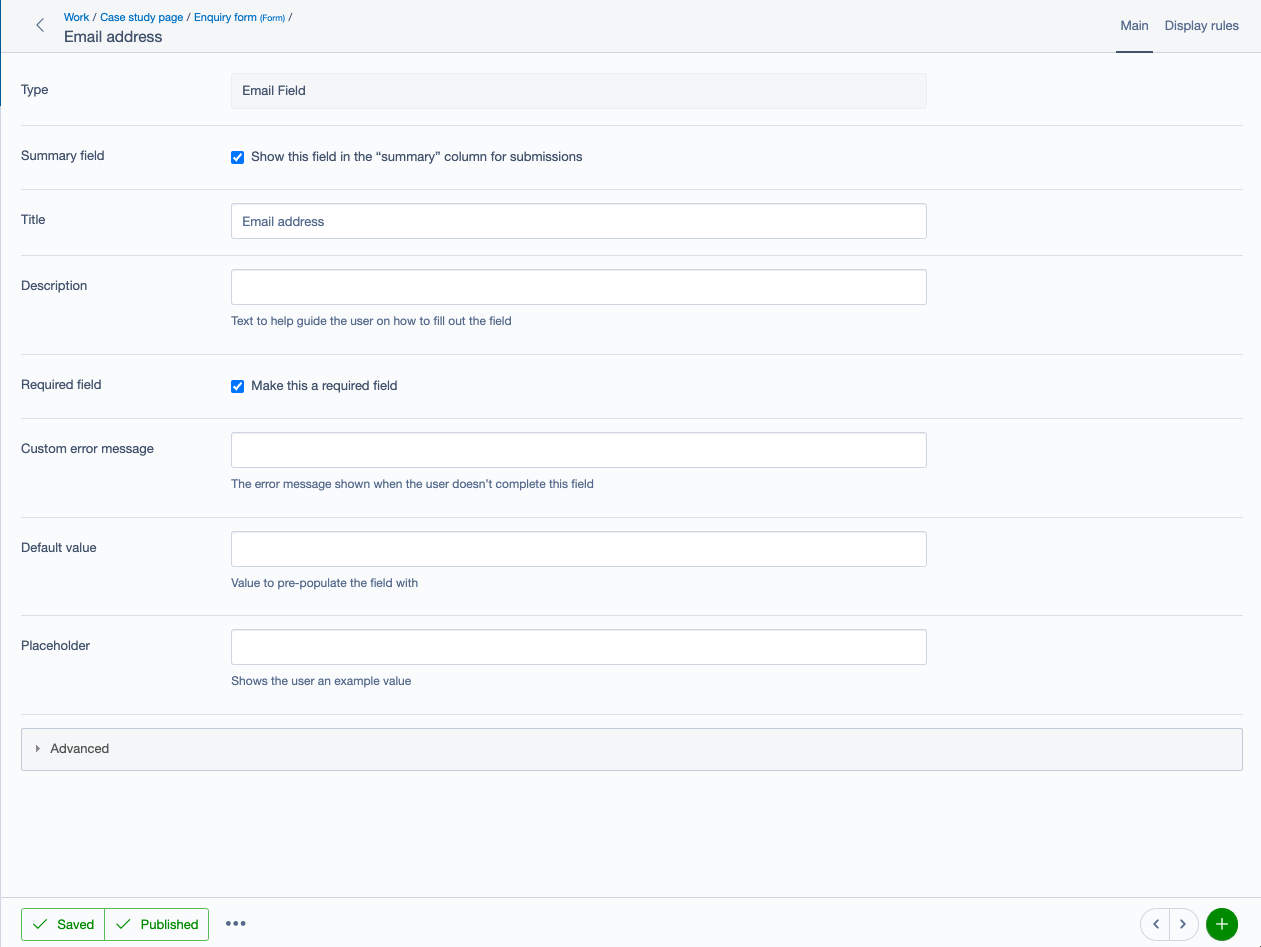 Work / Case study page / Enquiry form (Form) /
Email address
Main
Display rules
Type
Email Field
Summary field
Show this field in the “summary” column for submissions
Title
Email address
Description
Text to help guide the user on how to fill out the field
Required field
Make this a required field
Custom error message
The error message shown when the user doesn't complete this field
Default value
Value to pre-populate the field with
Placeholder
Shows the user an example value
Advanced
Saved
Published